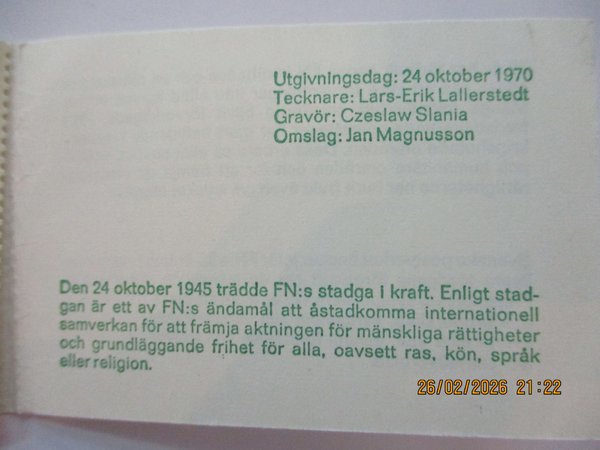 Utgivningsdag: 24 oktober 1970
Tecknare: Lars-Erik Lallerstedt
Gravör: Czeslaw Slania
Omslag: Jan Magnusson
Den 24 oktober 1945 trädde FN:s stadga i kraft. Enligt stad-
gan är ett av FN:s ändamål att åstadkomma internationell
samverkan för att främja aktningen för mänskliga rättigheter
och grundläggande frihet för alla, oavsett ras, kön, språk
eller religion.
26/02/2026 21:22